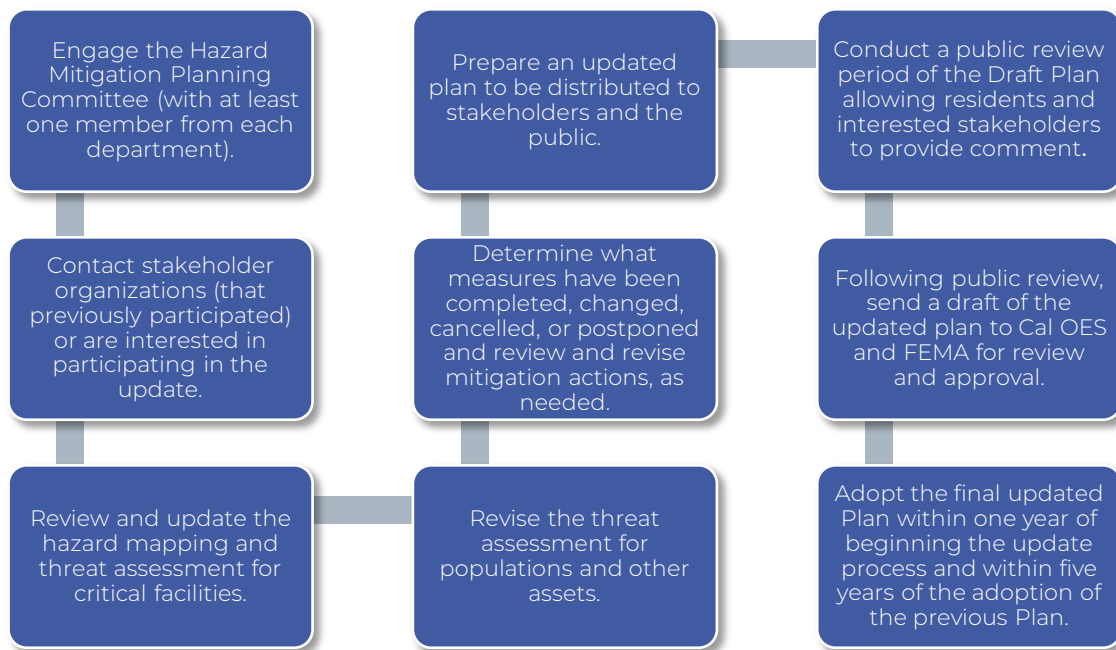 Engage the Hazard
Mitigation Planning
Committee (with at least
one member from each
department).
Contact stakeholder
organizations (that
previously participated)
or are interested in
participating in the
update.
Review and update the
hazard mapping and
threat assessment for
critical facilities.
Revise the threat
assessment for
populations and other
assets.
Determine what
measures have been
completed, changed,
cancelled, or postponed
and review and revise
mitigation actions, as
needed.
Prepare an updated
plan to be distributed to
stakeholders and the
public.
Conduct a public review
period of the Draft Plan
allowing residents and
interested stakeholders
to provide comment.
Following public review,
send a draft of the
updated plan to Cal OES
and FEMA for review
and approval.
Adopt the final updated
Plan within one year of
beginning the update
process and within five
years of the adoption of
the previous Plan.